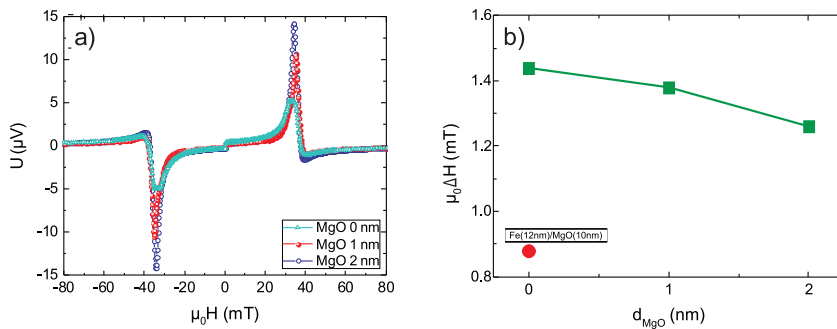 a)
15
10
5
0
-5
-10
-15
U (µV)
-80
-40
-20
0
20
40
60
80
µ₀H (mT)
MgO 0 nm
MgO 1 nm
MgO 2 nm
b)
1.6
1.4
1.2
1.0
0.8
µ₀ΔH (mT)
Fe(12nm)/MgO(10nm)
0
1
2
d_MgO (nm)